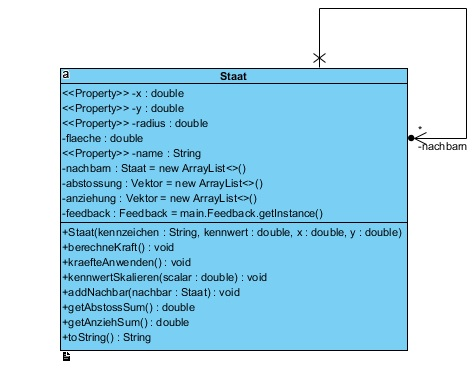 a
Staat
<<Property>> -x : double
<<Property>> -y : double
<<Property>> -radius : double
-flaeche : double
<<Property>> -name : String
-nachbarn : Staat = new ArrayList<>()
-abstossung : Vektor = new ArrayList<>()
-anziehung : Vektor = new ArrayList<>()
-feedback : Feedback = main.Feedback.getInstance()
+Staat(kennzeichen : String, kennwert : double, x : double, y : double)
+berechneKraft() : void
+kraefteAnwenden() : void
+kennwertSkalieren(scalar : double) : void
+addNachbar(nachbar : Staat) : void
+getAbstossSum() : double
+getAnziehSum() : double
+toString() : String
*
-nachbarn